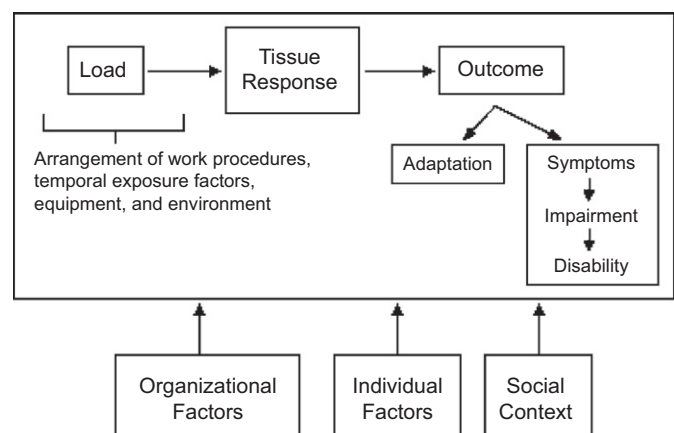 Load
Tissue
Response
Outcome
Arrangement of work procedures,
temporal exposure factors,
equipment, and environment
Adaptation
Symptoms
Impairment
Disability
Organizational
Factors
Individual
Factors
Social
Context